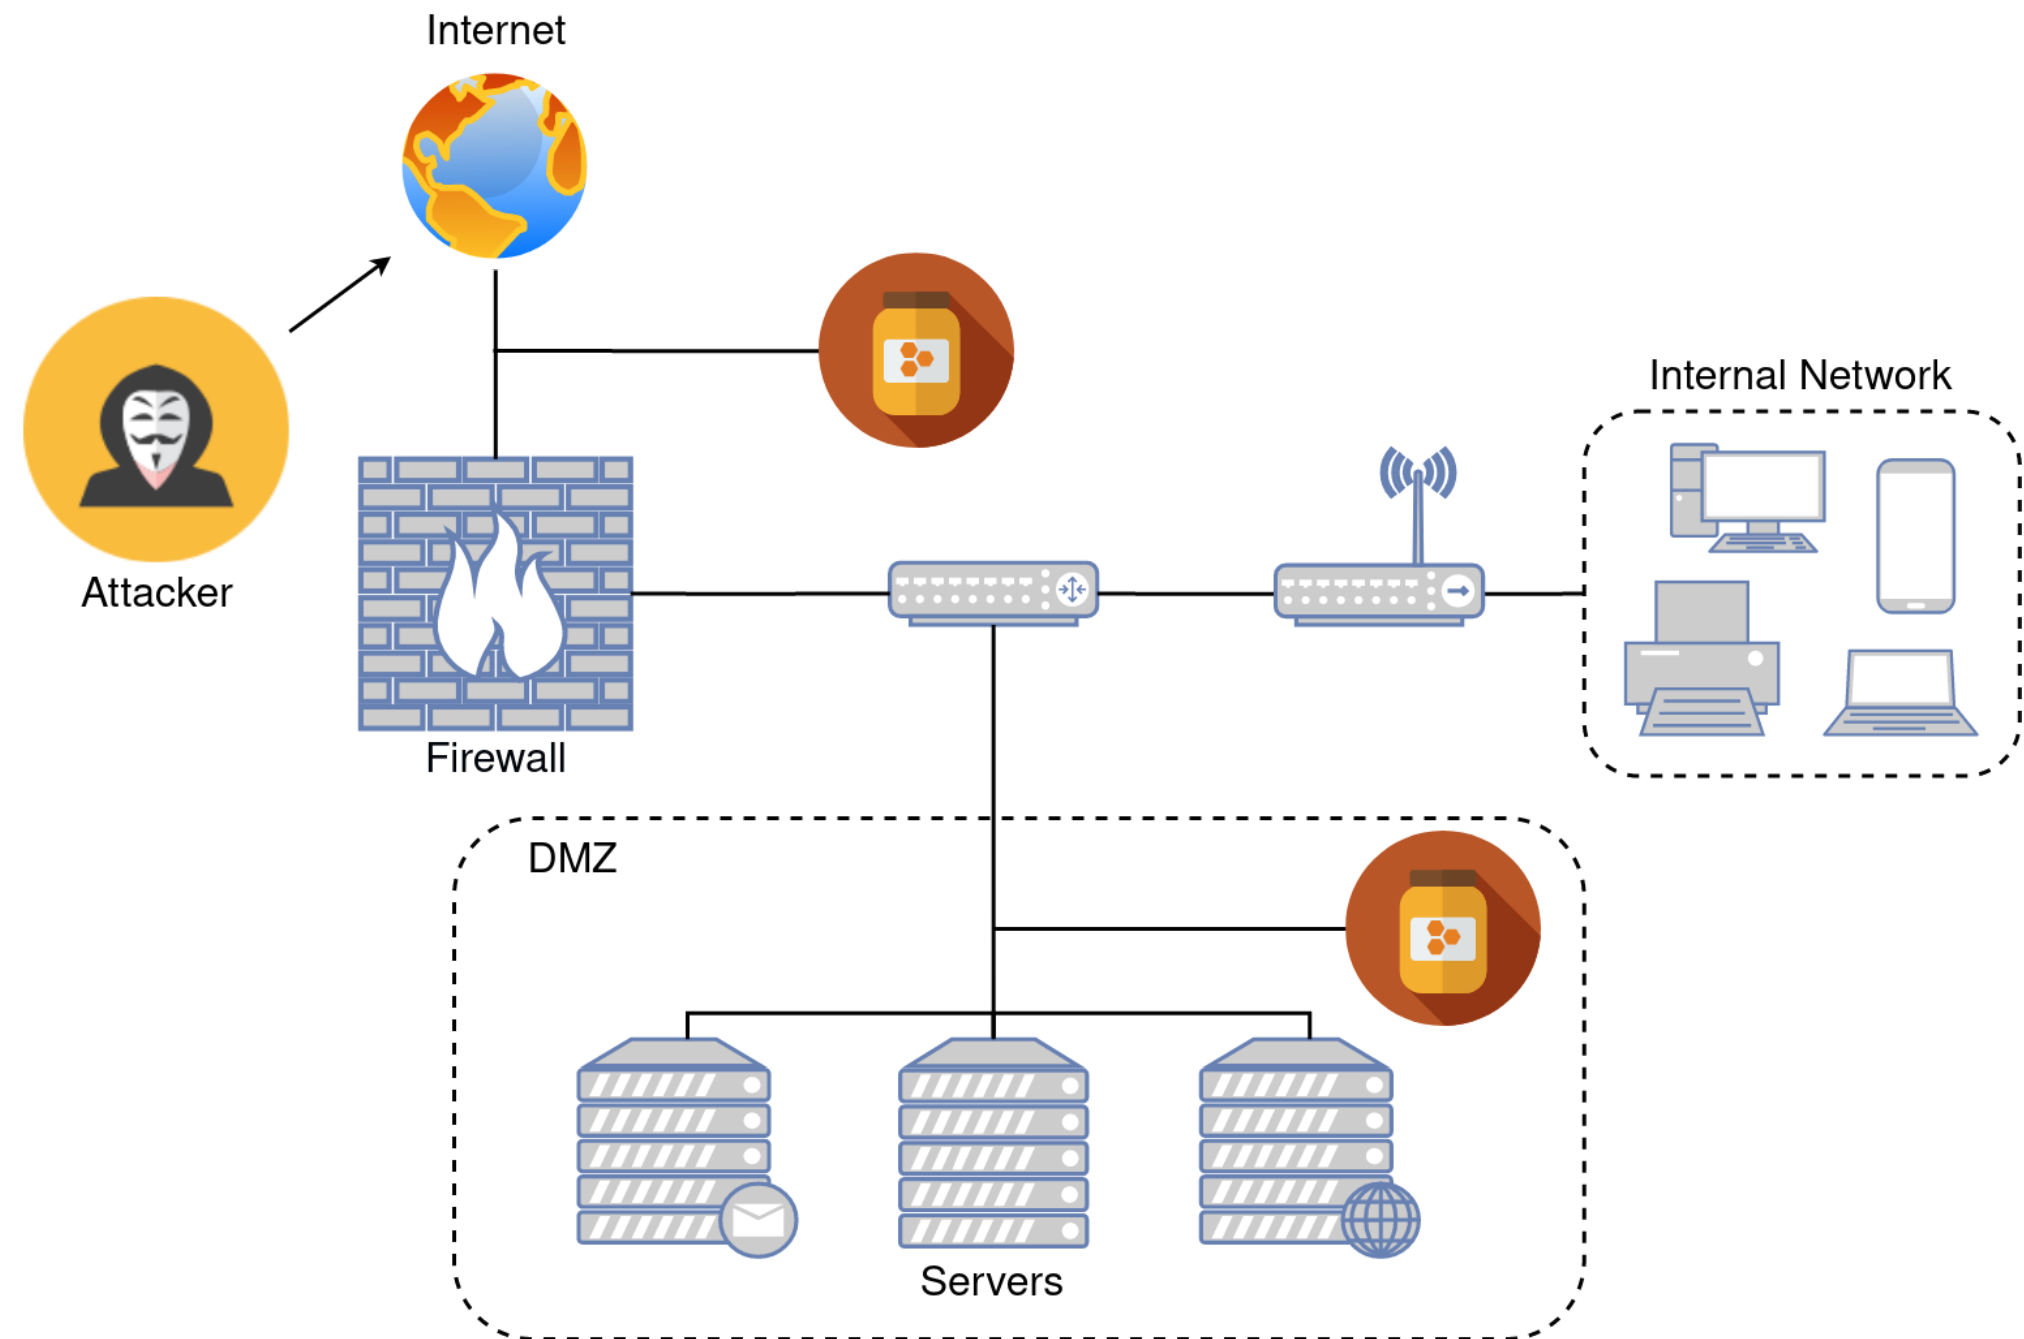 Internet
Attacker
Internal Network
Firewall
DMZ
Servers